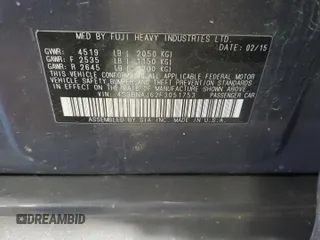 MFD. BY FUJI HEAVY INDUSTRIES LTD.
GVWR: 4519 LB ( 2050 KG) DATE: 02/15
GAWR: F 2535 LB ( 1150 KG)
GAWR: R 2645 LB ( 1200 KG)
THIS VEHICLE CONFORMS TO ALL APPLICABLE FEDERAL MOTOR
VEHICLE SAFETY, BUMPER AND THEFT PREVENTION STANDARDS
IN EFFECT ON THE DATE OF MANUFACTURE SHOWN ABOVE.
PASSENGER CAR
ASSEMBLED BY SIA INC. MADE IN USA
DREAMBID